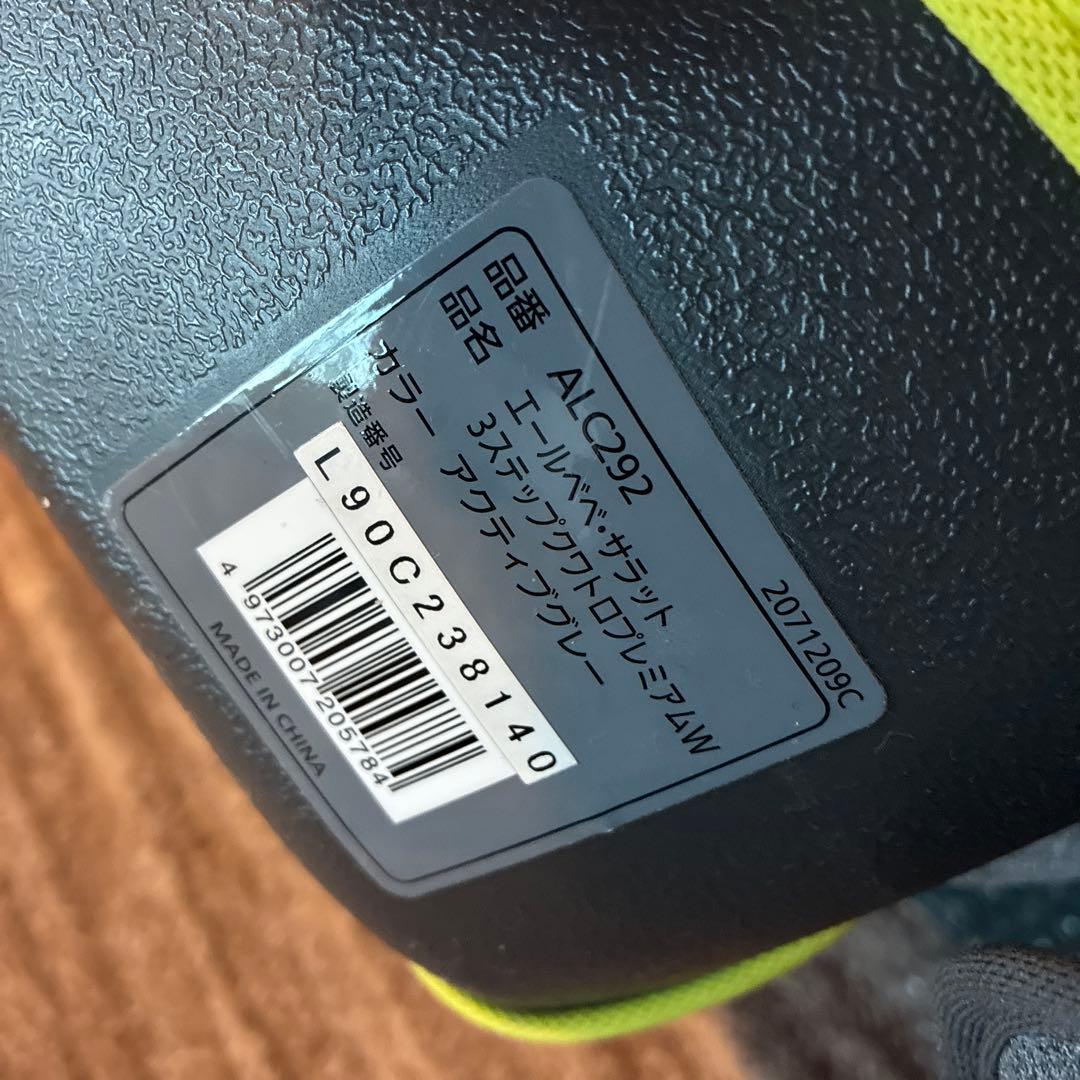 品番 ALC292
品名 エールベベ・サラット
3ステップクワトロプレミアムW
カラー アクティブグレー
製造番号
L90C238140
4 973007 205784
MADE IN CHINA
2071209C